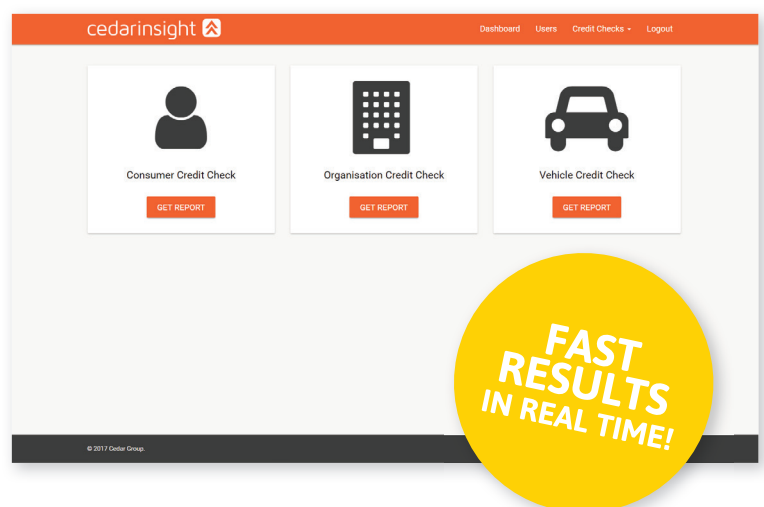 cedarinsight
Dashboard Users Credit Checks Logout
Consumer Credit Check
Organisation Credit Check
Vehicle Credit Check
GET REPORT
GET REPORT
GET REPORT
FAST
RESULTS
IN REAL TIME!
© 2017 Cedar Group.